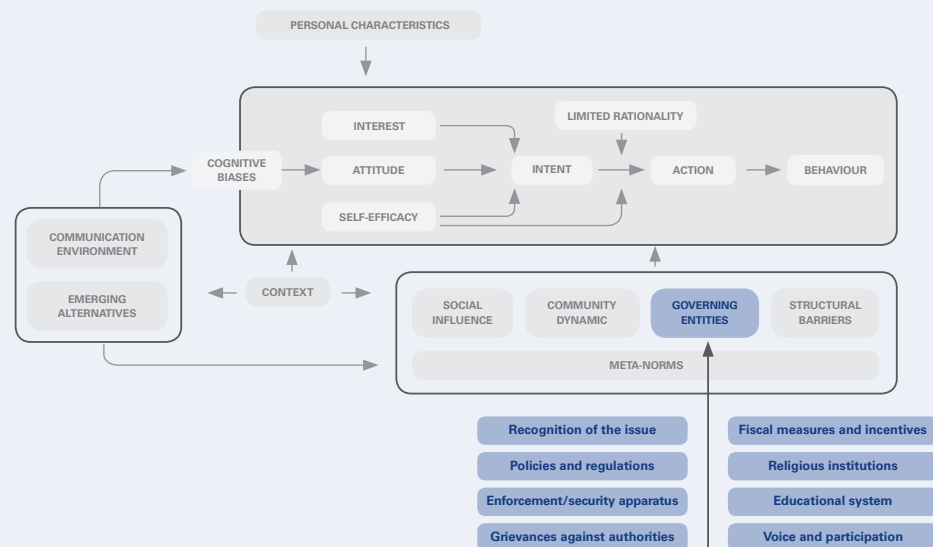 PERSONAL CHARACTERISTICS
INTEREST
LIMITED RATIONALITY
COGNITIVE
BIASES
ATTITUDE
INTENT
ACTION
BEHAVIOUR
SELF-EFFICACY
COMMUNICATION
ENVIRONMENT
EMERGING
ALTERNATIVES
CONTEXT
SOCIAL
INFLUENCE
COMMUNITY
DYNAMIC
GOVERNING
ENTITIES
STRUCTURAL
BARRIERS
META-NORMS
Recognition of the issue
Fiscal measures and incentives
Policies and regulations
Religious institutions
Enforcement/security apparatus
Educational system
Grievances against authorities
Voice and participation